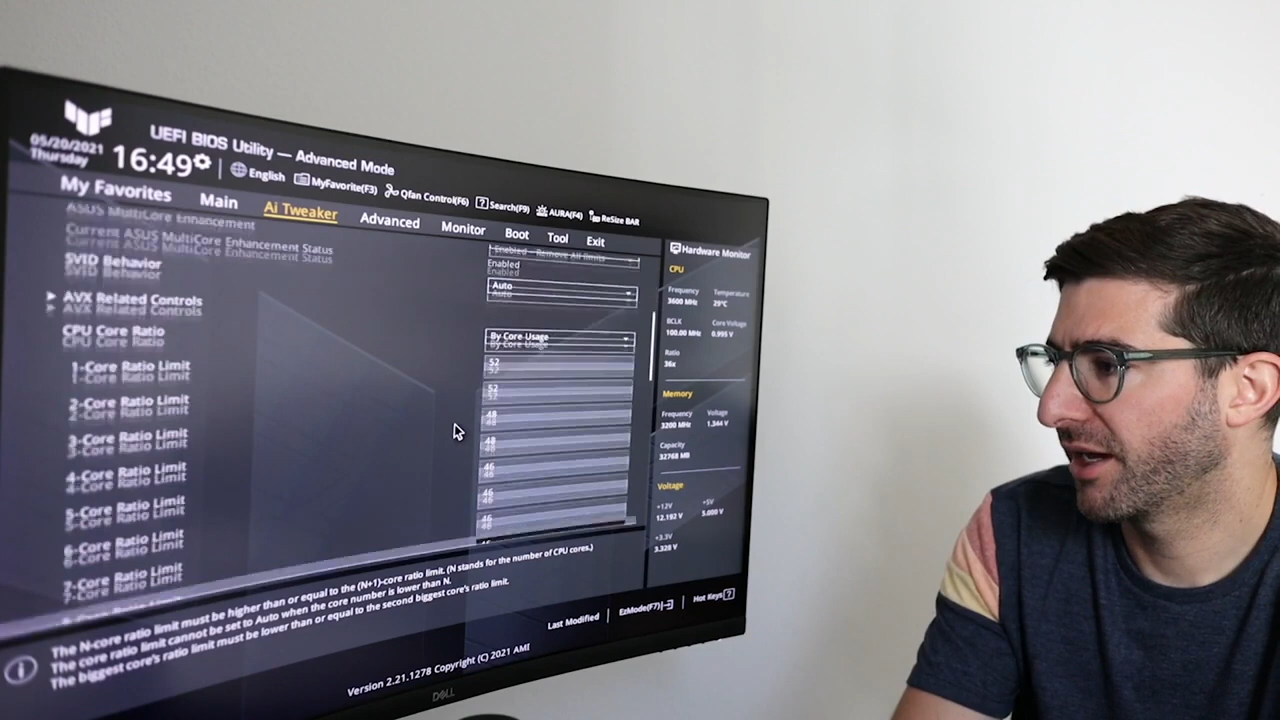 UEFI BIOS Utility — Advanced Mode
05/20/2021
Thursday
16:49
English
MyFavorite(F3)
Qfan Control(F6)
? Search(F9)
AURA(F4)
ReSize BAR
My Favorites
Main
Ai Tweaker
Advanced
Monitor
Boot
Tool
Exit
ASUS MultiCore Enhancement
Enabled - Remove All limits
Current ASUS MultiCore Enhancement Status
Enabled
SVID Behavior
Auto
AVX Related Controls
CPU Core Ratio
By Core Usage
1-Core Ratio Limit
52
2-Core Ratio Limit
52
3-Core Ratio Limit
48
4-Core Ratio Limit
48
5-Core Ratio Limit
46
6-Core Ratio Limit
46
7-Core Ratio Limit
46
Hardware Monitor
CPU
Frequency
Temperature
3600 MHz
29°C
BCLK
Core Voltage
100.00 MHz
0.995 V
Ratio
36x
Memory
Frequency
Voltage
3200 MHz
1.344 V
Capacity
32768 MB
Voltage
+12V
+5V
12.192 V
5.000 V
+3.3V
3.328 V
The N-core ratio limit must be higher than or equal to the (N+1)-core ratio limit. (N stands for the number of CPU cores.)
The core ratio limit cannot be set to Auto when the core number is lower than N.
The biggest core's ratio limit must be lower than or equal to the second biggest core's ratio limit.
Last Modified
EzMode(F7)
Hot Keys ?
Version 2.21.1278 Copyright (C) 2021 AMI
DELL